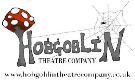 HOBGOBLIN
THEATRE COMPANY
www.hobgoblintheatrecompany.co.uk